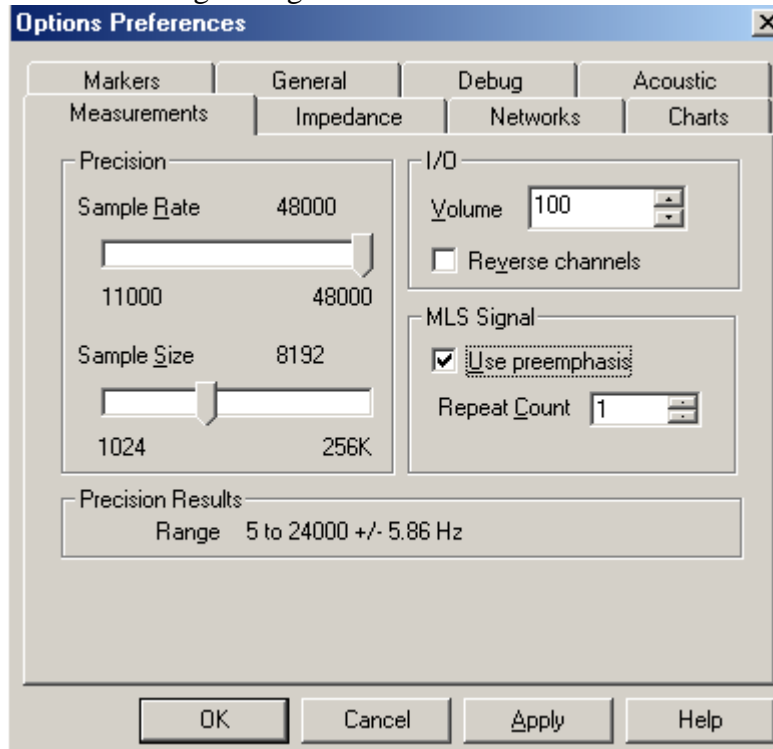 Options Preferences
Markers General Debug Acoustic
Measurements Impedance Networks Charts
Precision
Sample Rate 48000
11000 48000
Sample Size 8192
1024 256K
I/O
Volume 100
Reverse channels
MLS Signal
Use preemphasis
Repeat Count 1
Precision Results
Range 5 to 24000 +/- 5.86 Hz
OK Cancel Apply Help